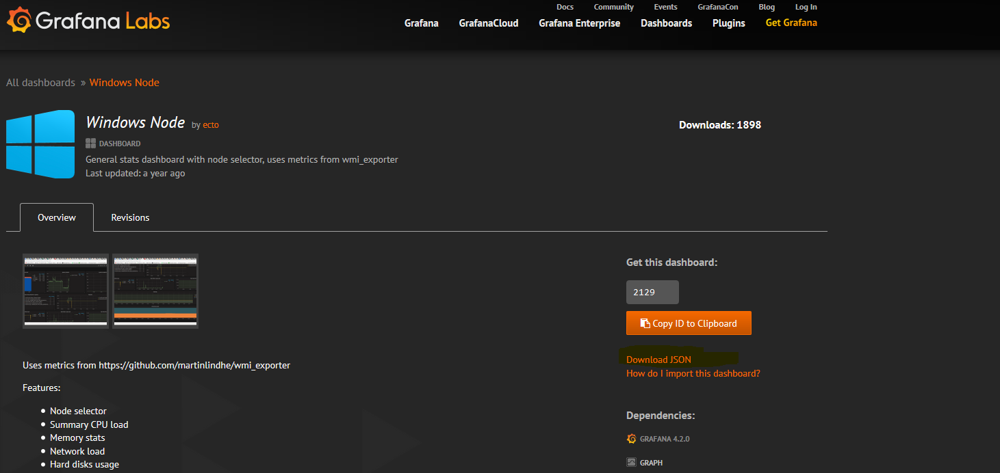 Grafana Labs
Docs Community Events GrafanaCon Blog Log In
Grafana GrafanaCloud Grafana Enterprise Dashboards Plugins Get Grafana
All dashboards » Windows Node
Windows Node by ecto
Downloads: 1898
DASHBOARD
General stats dashboard with node selector, uses metrics from wmi_exporter
Last updated: a year ago
Overview Revisions
Get this dashboard:
2129
Copy ID to Clipboard
Download JSON
How do I import this dashboard?
Uses metrics from https://github.com/martinlindhe/wmi_exporter
Features:
Node selector
Summary CPU load
Memory stats
Network load
Hard disks usage
Dependencies:
GRAFANA 4.2.0
GRAPH